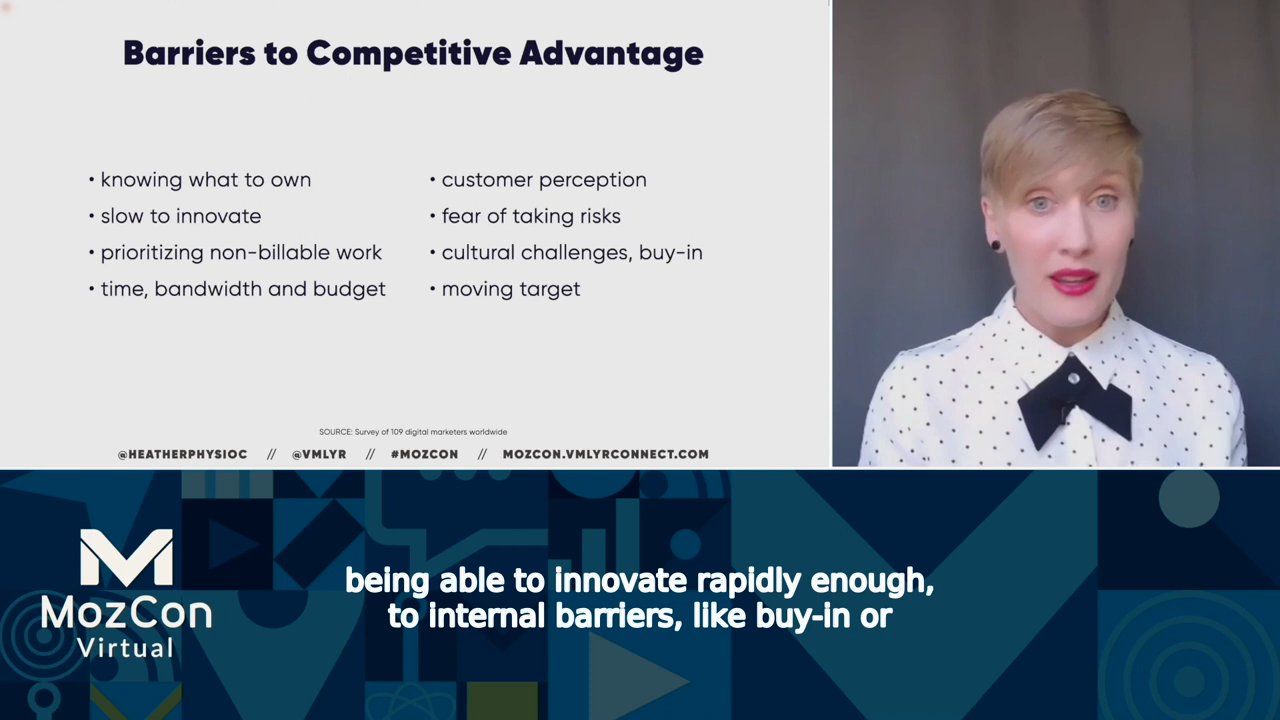 Barriers to Competitive Advantage
• knowing what to own
• slow to innovate
• prioritizing non-billable work
• time, bandwidth and budget
• customer perception
• fear of taking risks
• cultural challenges, buy-in
• moving target
SOURCE: Survey of 109 digital marketers worldwide
@HEATHERPHYSIOC // @VMLYR // #MOZCON // MOZCON.VMLYRCONNECT.COM
M
MozCon
Virtual
being able to innovate rapidly enough,
to internal barriers, like buy-in or